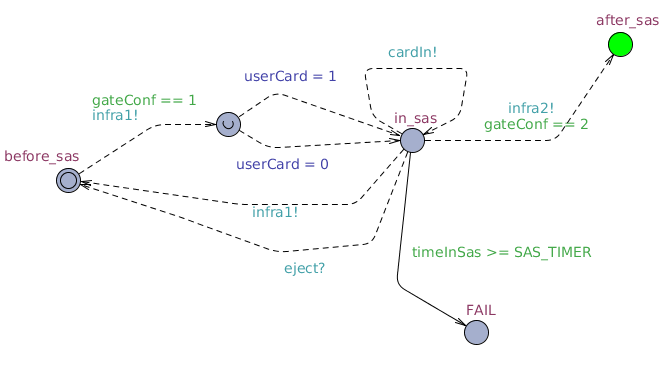 after_sas
cardIn!
userCard = 1
gateConf == 1
infra1!
infra2!
in_sas
gateConf == 2
before_sas
userCard = 0
infra1!
timeInSas >= SAS_TIMER
eject?
FAIL